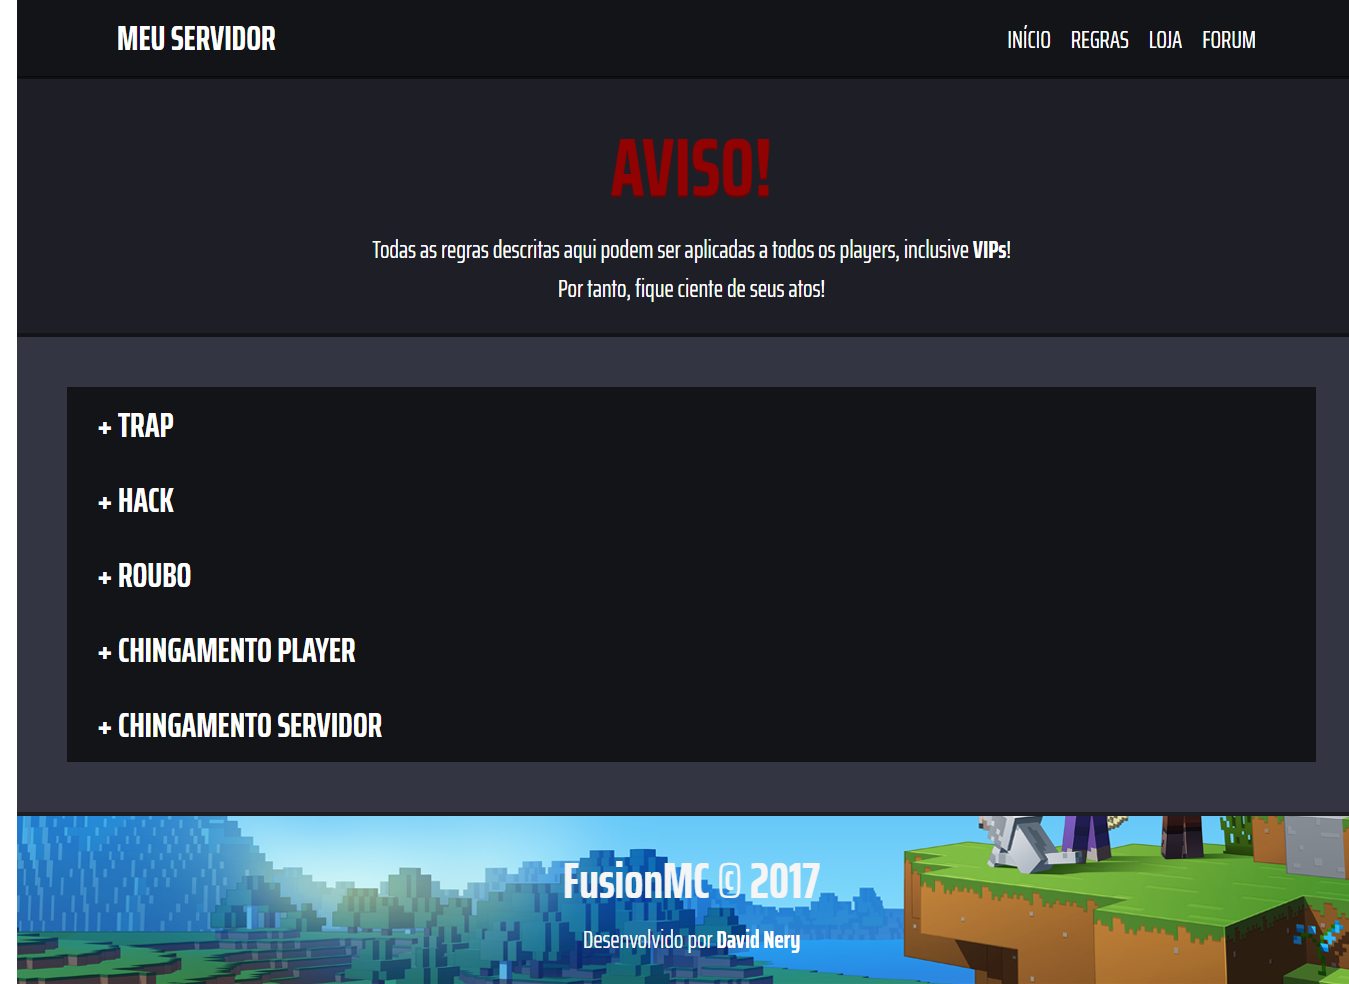 MEU SERVIDOR
INÍCIO REGRAS LOJA FORUM
AVISO!
Todas as regras descritas aqui podem ser aplicadas a todos os players, inclusive VIPs!
Por tanto, fique ciente de seus atos!
+ TRAP
+ HACK
+ ROUBO
+ CHINGAMENTO PLAYER
+ CHINGAMENTO SERVIDOR
FusionMC © 2017
Desenvolvido por David Nery